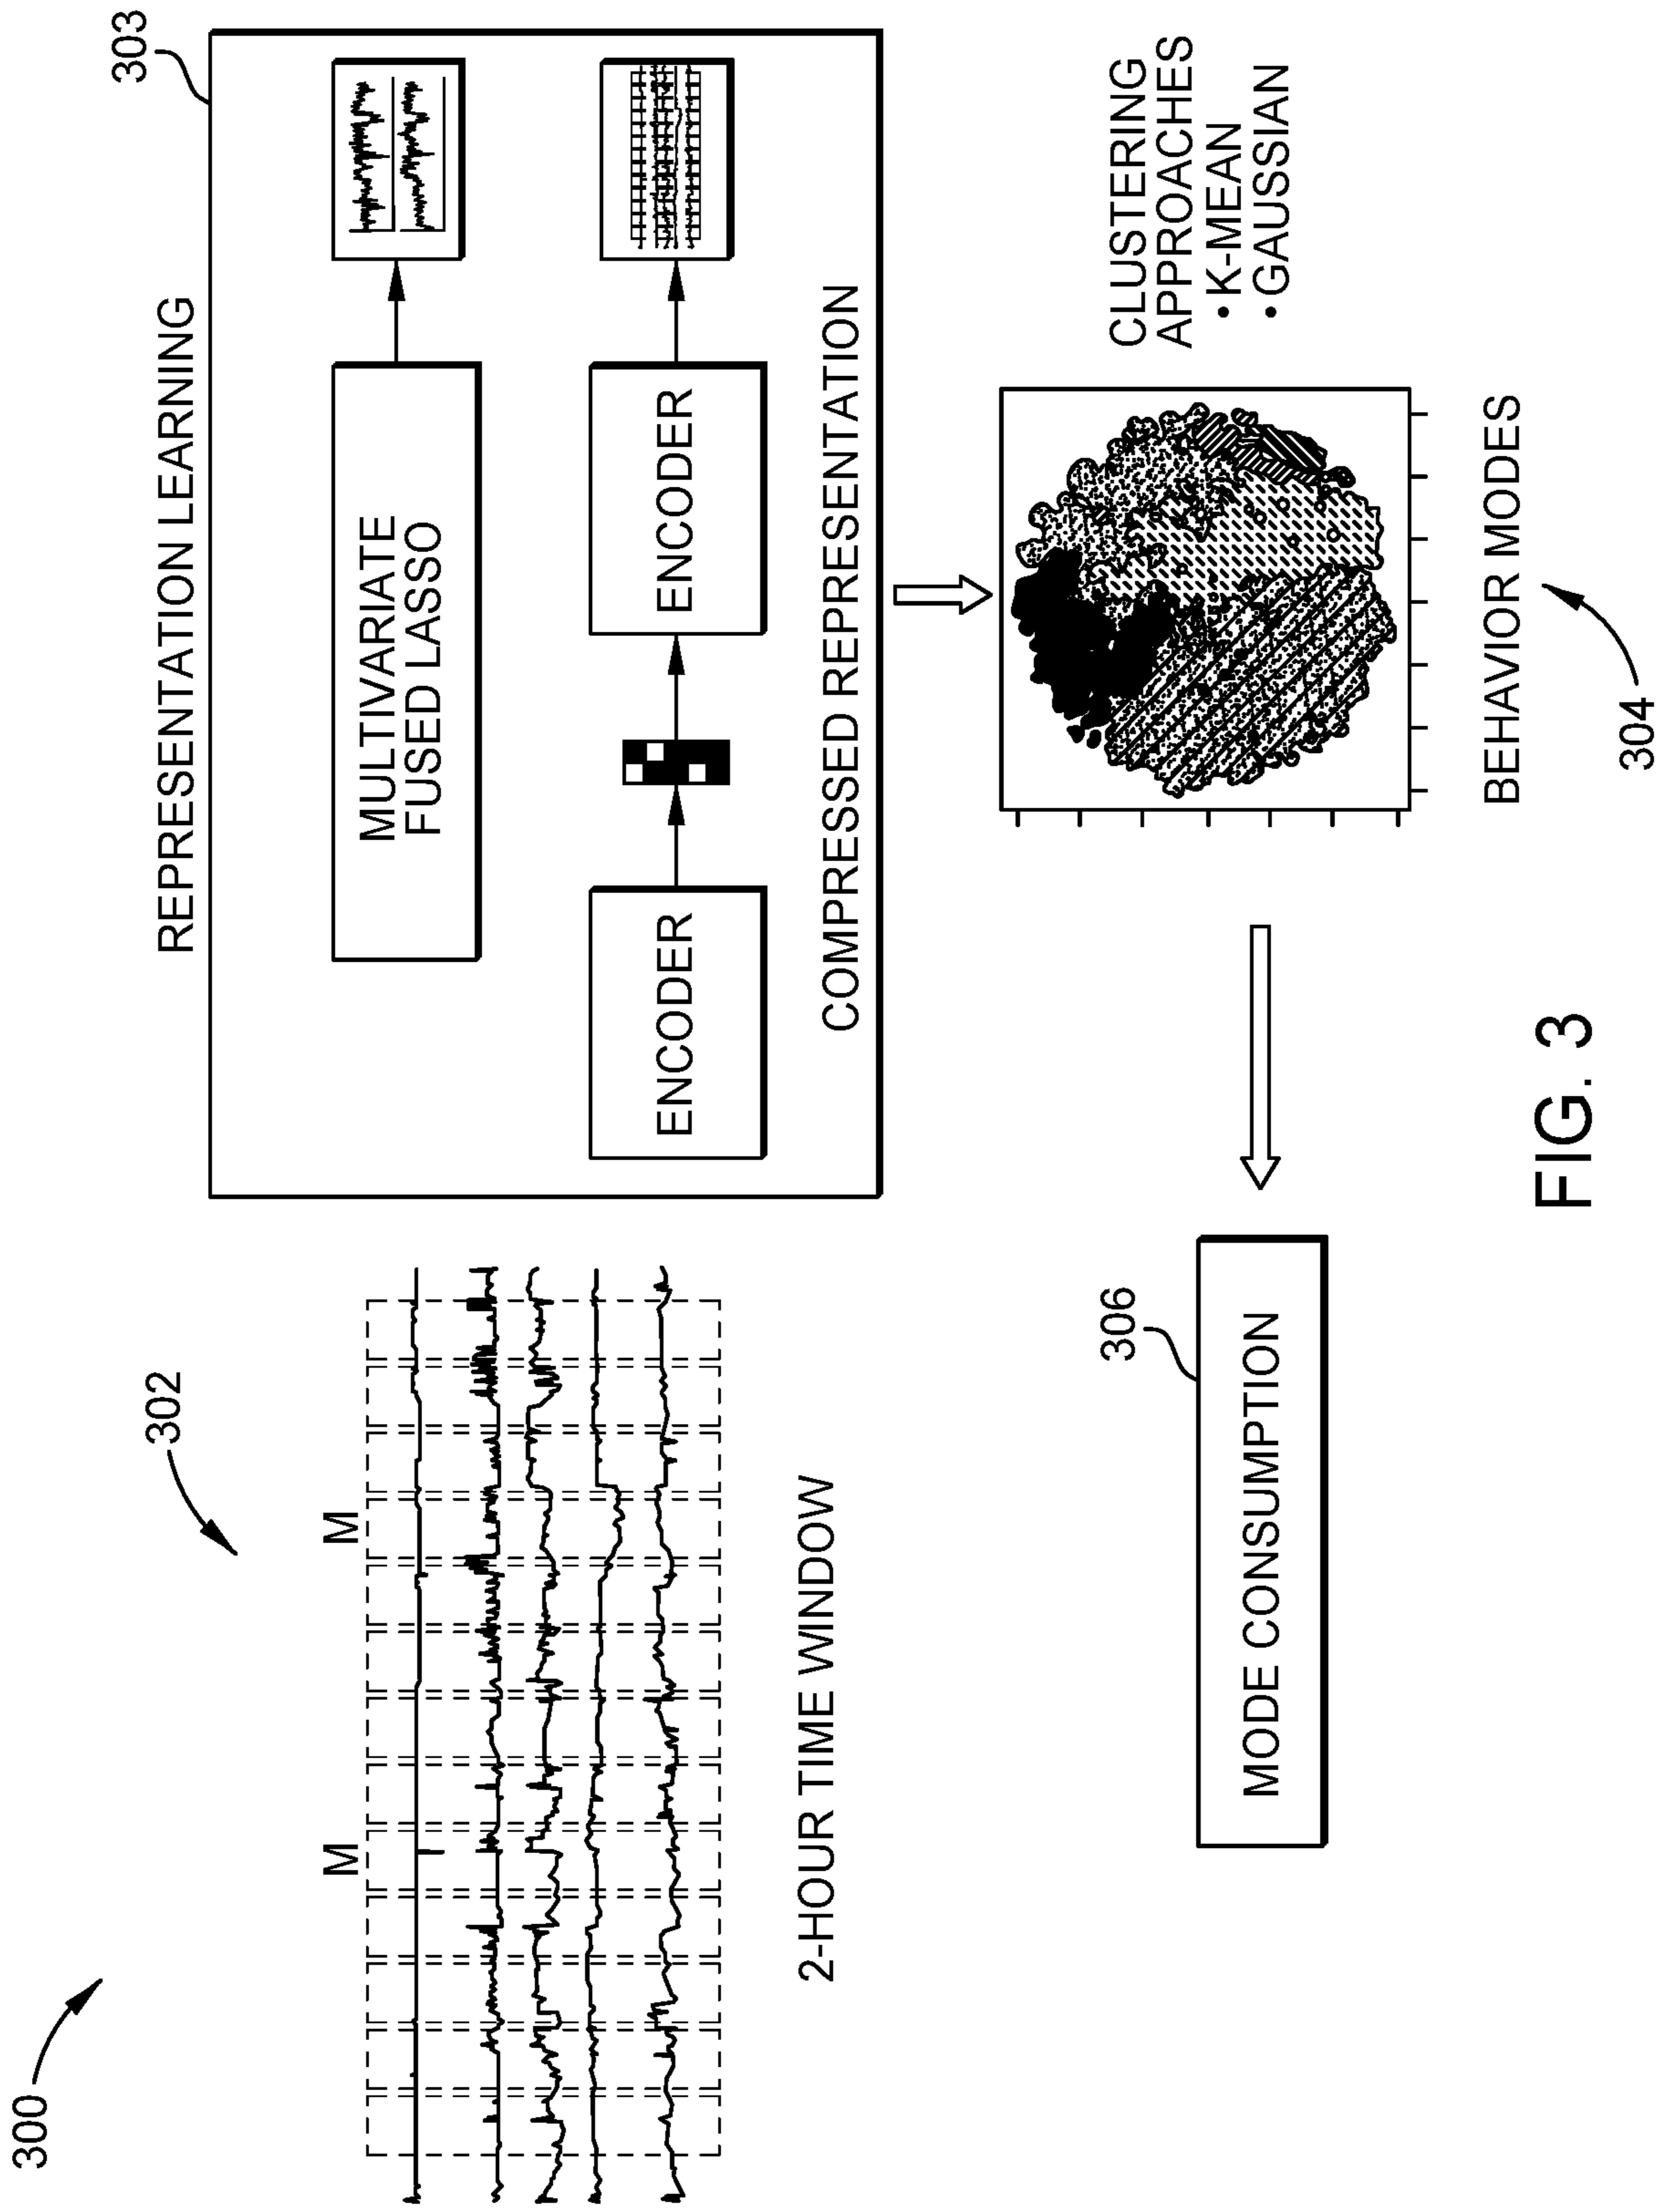 300
302
M
M
2-HOUR TIME WINDOW
303
REPRESENTATION LEARNING
MULTIVARIATE
FUSED LASSO
ENCODER
ENCODER
COMPRESSED REPRESENTATION
CLUSTERING
APPROACHES
• K-MEAN
• GAUSSIAN
BEHAVIOR MODES
304
306
MODE CONSUMPTION
FIG. 3